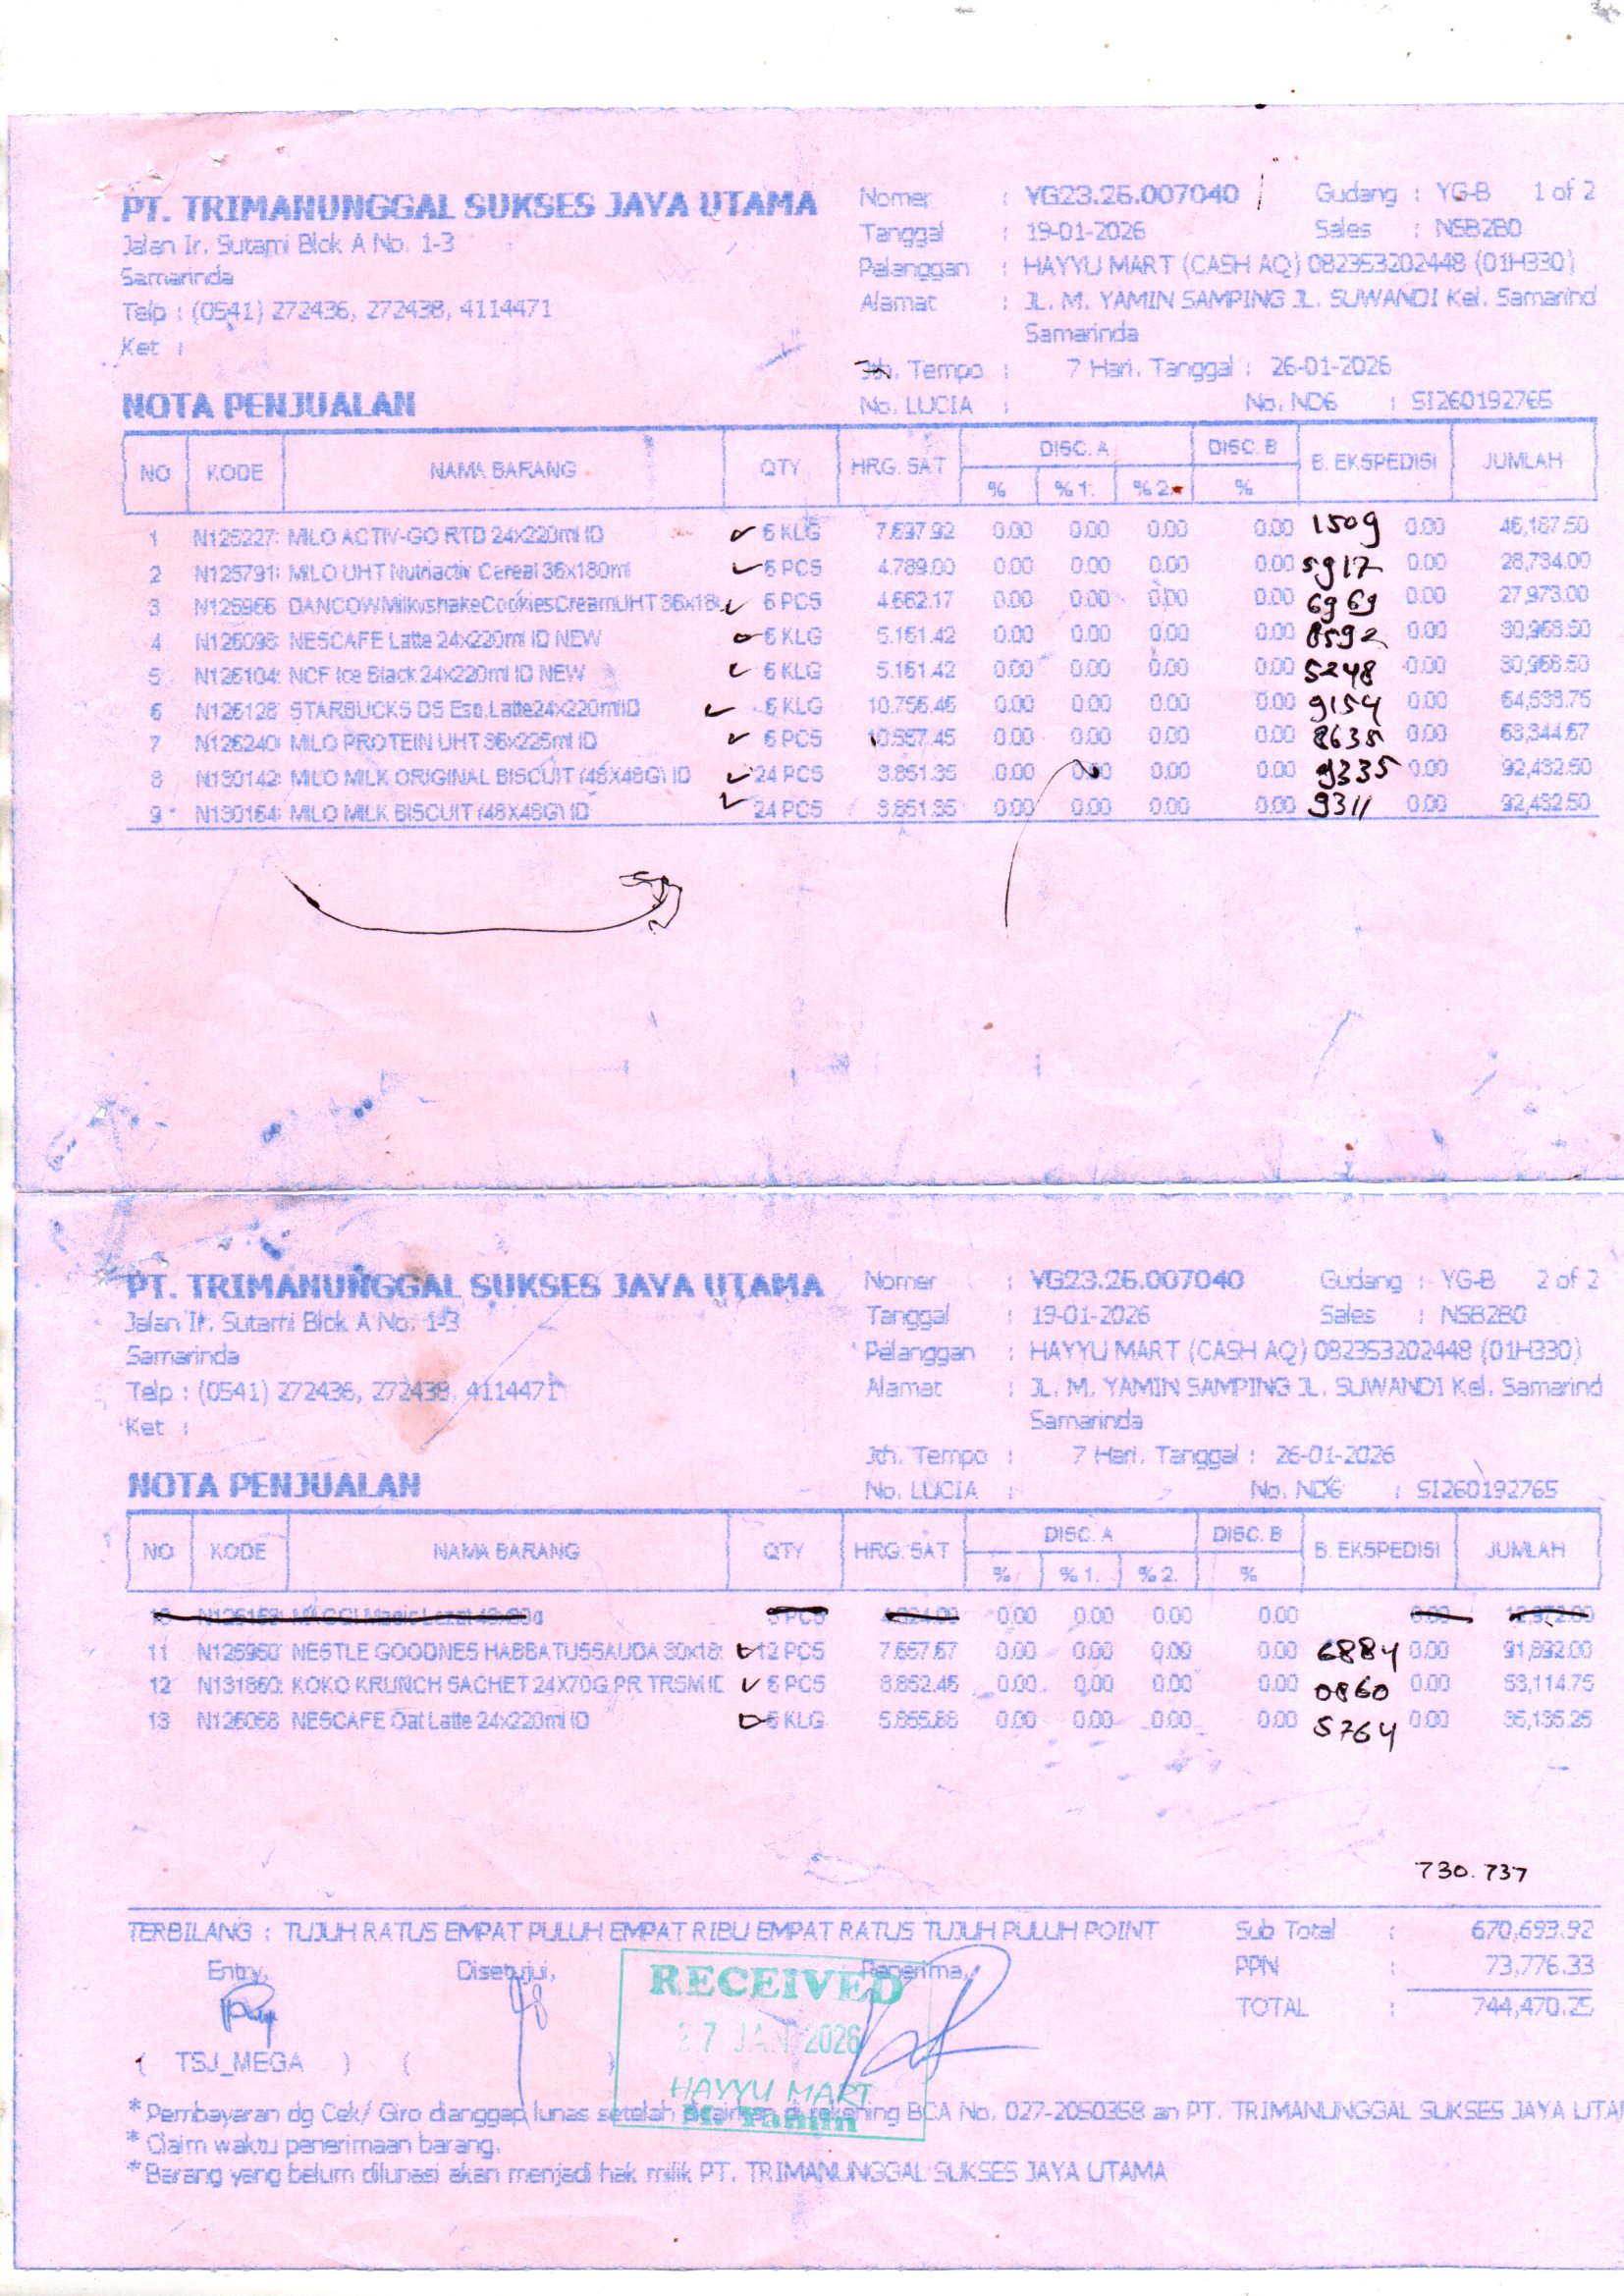 PT. TRIMANUNGGAL SUKSES JAYA UTAMA
Jalan Ir. Sutami Blok A No. 1-3
Samarinda
Telp : (0541) 272436, 272438, 4114471
Ket :
Nomer : YG23.26.007040 Gudang : YG-B 1 of 2
Tanggal : 19-01-2026 Sales : NSB2B0
Pelanggan : HAYYU MART (CASH AQ) 082353202448 (01H330)
Alamat : JL. M. YAMIN SAMPING JL. SUWANDI Kel. Samarind
Samarinda
Jth. Tempo : 7 Hari. Tanggal : 26-01-2026
No. LUCIA : No. ND6 : SI260192765
NOTA PENJUALAN
NO KODE NAMA BARANG QTY HRG. SAT DISC. A DISC. B B. EKSPEDISI JUMLAH
% % 1. % 2. %
1 N125227: MILO ACTIV-GO RTD 24x220ml ID 6 KLG 7.697.92 0.00 0.00 0.00 0.00 1509 0.00 46,187.50
2 N125791: MILO UHT Nutriactiv Cereal 36x180ml 6 PCS 4.789.00 0.00 0.00 0.00 0.00 5917 0.00 28,734.00
3 N125966 DANCOWMilkshakeCookiesCreamUHT 36x18 6 PCS 4.662.17 0.00 0.00 0.00 0.00 6969 0.00 27,973.00
4 N126098: NESCAFE Latte 24x220ml ID NEW 6 KLG 5.161.42 0.00 0.00 0.00 0.00 8592 0.00 30,968.50
5 N126104: NCF Ice Black 24x220ml ID NEW 6 KLG 5.161.42 0.00 0.00 0.00 0.00 5248 0.00 30,968.50
6 N126128 STARBUCKS DS Esp.Latte24x220ml ID 6 KLG 10.756.46 0.00 0.00 0.00 0.00 9154 0.00 64,538.75
7 N126240 MILO PROTEIN UHT 36x225ml ID 6 PCS 10.557.45 0.00 0.00 0.00 0.00 8635 0.00 63,344.67
8 N130142: MILO MILK ORIGINAL BISCUIT (48X48G) ID 24 PCS 3.851.35 0.00 0.00 0.00 0.00 9335 0.00 92,432.50
9 N130164: MILO MILK BISCUIT (48X48G) ID 24 PCS 3.851.35 0.00 0.00 0.00 0.00 9311 0.00 92,432.50
PT. TRIMANUNGGAL SUKSES JAYA UTAMA
Jalan Ir. Sutami Blok A No. 1-3
Samarinda
Telp : (0541) 272436, 272438, 4114471
Ket :
Nomer : YG23.26.007040 Gudang : YG-B 2 of 2
Tanggal : 19-01-2026 Sales : NSB2B0
Pelanggan : HAYYU MART (CASH AQ) 082353202448 (01H330)
Alamat : JL. M. YAMIN SAMPING JL. SUWANDI Kel. Samarind
Samarinda
Jth. Tempo : 7 Hari. Tanggal : 26-01-2026
No. LUCIA : No. ND6 : SI260192765
NOTA PENJUALAN
NO KODE NAMA BARANG QTY HRG. SAT DISC. A DISC. B B. EKSPEDISI JUMLAH
% % 1. % 2. %
10 MAGGI Magic Lezat 3 PCS 0.00 0.00 0.00 0.00 0.00
11 N125960 NESTLE GOODNES HABBATUSSAUDA 30x18 12 PCS 7.657.67 0.00 0.00 0.00 0.00 6884 0.00 91,892.00
12 N131860: KOKO KRUNCH SACHET 24X70G PR TRSM ID 6 PCS 8.852.46 0.00 0.00 0.00 0.00 0860 0.00 53,114.75
13 N126068 NESCAFE Oat Latte 24x220ml ID 6 KLG 5.855.88 0.00 0.00 0.00 0.00 5764 0.00 35,135.25
730.737
TERBILANG : TUJUH RATUS EMPAT PULUH EMPAT RIBU EMPAT RATUS TUJUH PULUH POINT
Sub Total : 670,693.92
PPN : 73,776.33
TOTAL : 744,470.25
Entry, Disetujui, Penerima,
RECEIVED
27 JAN 2026
HAYYU MART
M. Yamin
( TSJ_MEGA ) ( )
* Pembayaran dg Cek/ Giro dianggap lunas setelah dicairkan di rekening BCA No. 027-2050358 an PT. TRIMANUNGGAL SUKSES JAYA UTA
* Claim waktu penerimaan barang.
* Barang yang belum dilunasi akan menjadi hak milik PT. TRIMANUNGGAL SUKSES JAYA UTAMA